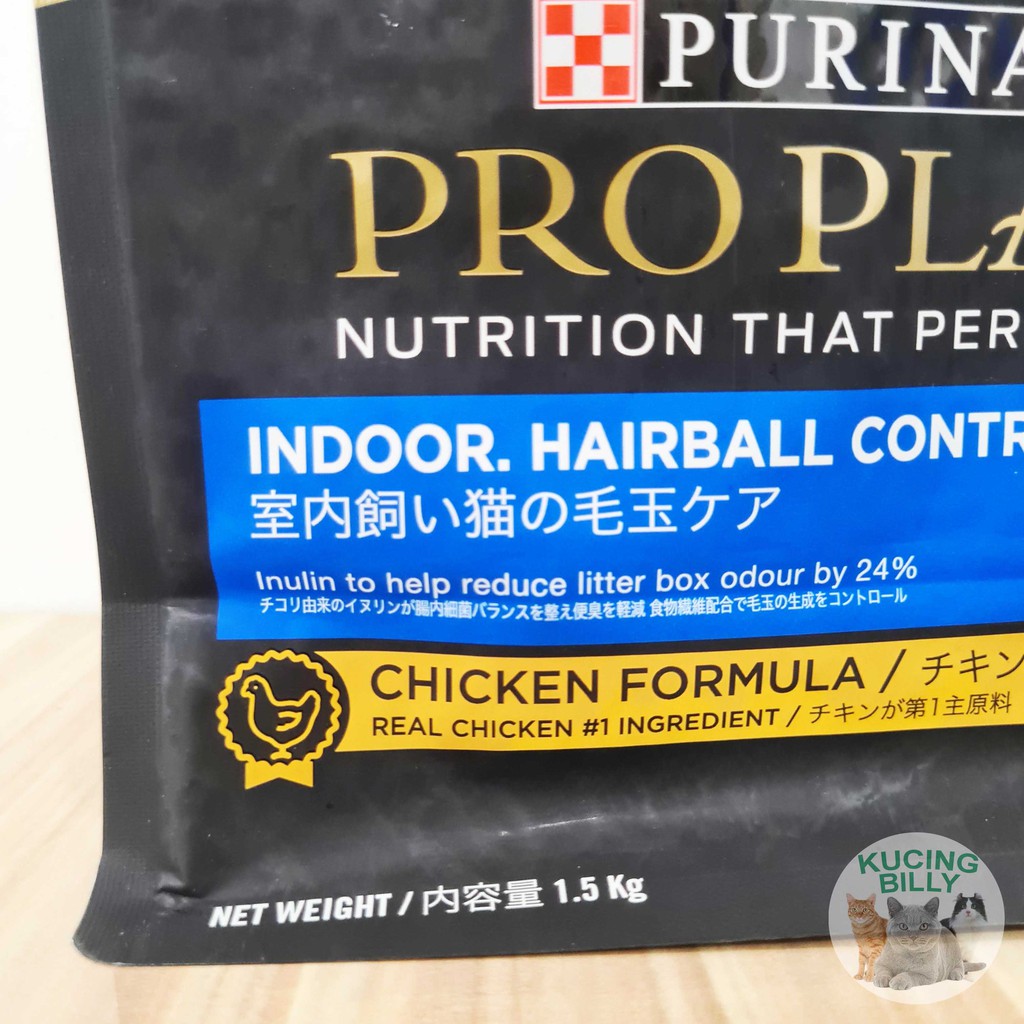 PURINA
PRO PLA
NUTRITION THAT PER
INDOOR. HAIRBALL CONTR
室内飼い猫の毛玉ケア
Inulin to help reduce litter box odour by 24%
チコリ由来のイヌリンが腸内細菌バランスを整え便臭を軽減 食物繊維配合で毛玉の生成をコントロール
CHICKEN FORMULA / チキン
REAL CHICKEN #1 INGREDIENT / チキンが第1主原料
NET WEIGHT / 内容量 1.5 Kg
KUCING
BILLY